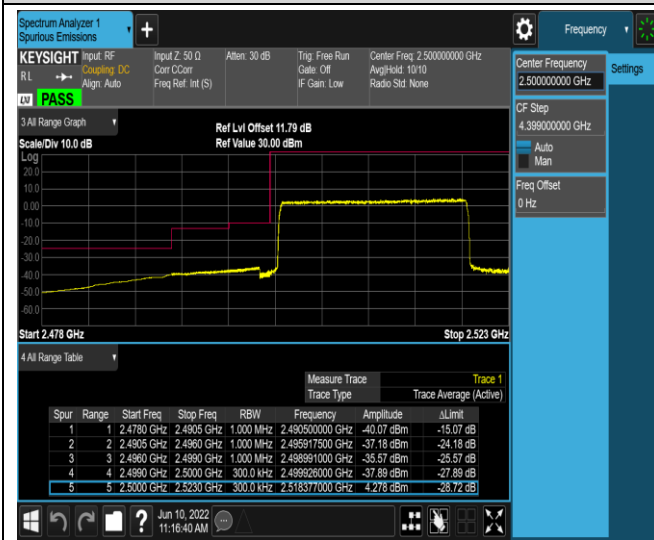 Spectrum Analyzer 1
Spurious Emissions
Frequency
KEYSIGHT
R L
LXI
PASS
Input: RF
Coupling: DC
Align: Auto
Input Z: 50 Ω
Corr CCorr
Freq Ref: Int (S)
Atten: 30 dB
Trig: Free Run
Gate: Off
IF Gain: Low
Center Freq: 2.500000000 GHz
Avg|Hold: 10/10
Radio Std: None
Center Frequency
2.500000000 GHz
Settings
CF Step
4.399000000 GHz
Auto
Man
Freq Offset
0 Hz
3 All Range Graph
Scale/Div 10.0 dB
Ref Lvl Offset 11.79 dB
Ref Value 30.00 dBm
Log
20.0
10.0
0.00
-10.0
-20.0
-30.0
-40.0
-50.0
-60.0
Start 2.478 GHz
Stop 2.523 GHz
4 All Range Table
Measure Trace Trace 1
Trace Type Trace Average (Active)
Spur Range Start Freq Stop Freq RBW Frequency Amplitude ΔLimit
1 1 2.4780 GHz 2.4905 GHz 1.000 MHz 2.490500000 GHz -40.07 dBm -15.07 dB
2 2 2.4905 GHz 2.4960 GHz 1.000 MHz 2.495917500 GHz -37.18 dBm -24.18 dB
3 3 2.4960 GHz 2.4990 GHz 1.000 MHz 2.498991000 GHz -35.57 dBm -25.57 dB
4 4 2.4990 GHz 2.5000 GHz 300.0 kHz 2.499926000 GHz -37.89 dBm -27.89 dB
5 5 2.5000 GHz 2.5230 GHz 300.0 kHz 2.518377000 GHz 4.278 dBm -28.72 dB
Jun 10, 2022
11:16:40 AM